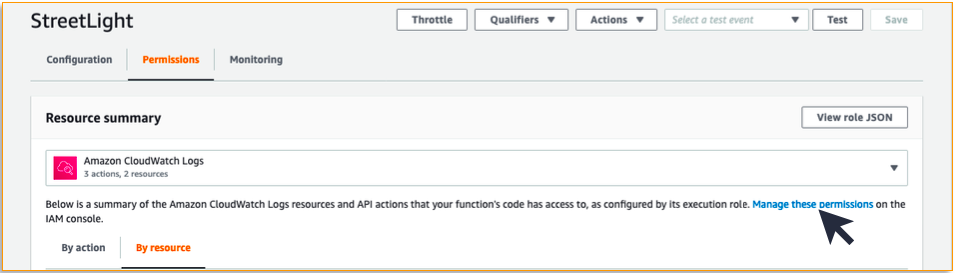 StreetLight
Throttle
Qualifiers
Actions
Select a test event
Test
Save
Configuration
Permissions
Monitoring
Resource summary
View role JSON
Amazon CloudWatch Logs
3 actions, 2 resources
Below is a summary of the Amazon CloudWatch Logs resources and API actions that your function's code has access to, as configured by its execution role. Manage these permissions on the
IAM console.
By action
By resource